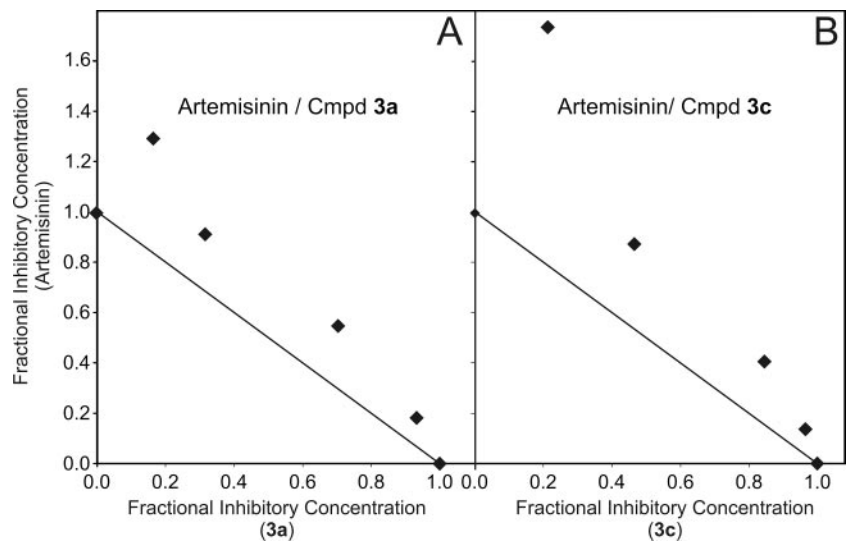 A
B
Artemisinin / Cmpd 3a
Artemisinin/ Cmpd 3c
Fractional Inhibitory Concentration
(Artemisinin)
1.6
1.4
1.2
1.0
0.8
0.6
0.4
0.2
0.0
0.0 0.2 0.4 0.6 0.8 1.0
0.0 0.2 0.4 0.6 0.8 1.0
Fractional Inhibitory Concentration
(3a)
Fractional Inhibitory Concentration
(3c)